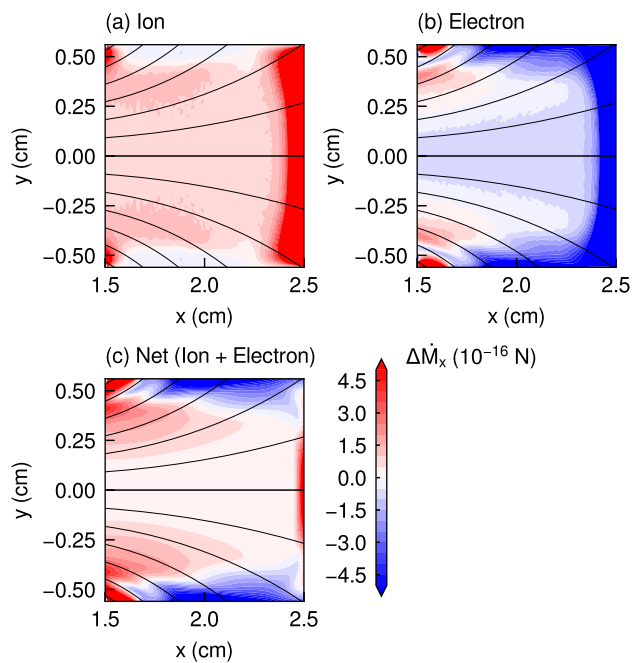 (a) Ion
(b) Electron
0.50
0.25
0.00
−0.25
−0.50
y (cm)
1.5 2.0 2.5
x (cm)
0.50
0.25
0.00
−0.25
−0.50
y (cm)
1.5 2.0 2.5
x (cm)
(c) Net (Ion + Electron)
0.50
0.25
0.00
−0.25
−0.50
y (cm)
1.5 2.0 2.5
x (cm)
ΔṀₓ (10⁻¹⁶ N)
4.5
3.0
1.5
0.0
−1.5
−3.0
−4.5